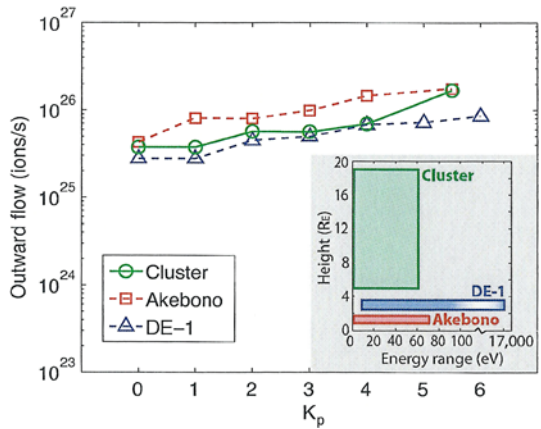 10^27
10^26
10^25
10^24
10^23
Outward flow (ions/s)
Cluster
Akebono
DE-1
0 1 2 3 4 5 6
K_p
20
16
12
8
4
0
Height (R_E)
Cluster
DE-1
Akebono
0 20 40 60 80 100 17,000
Energy range (eV)